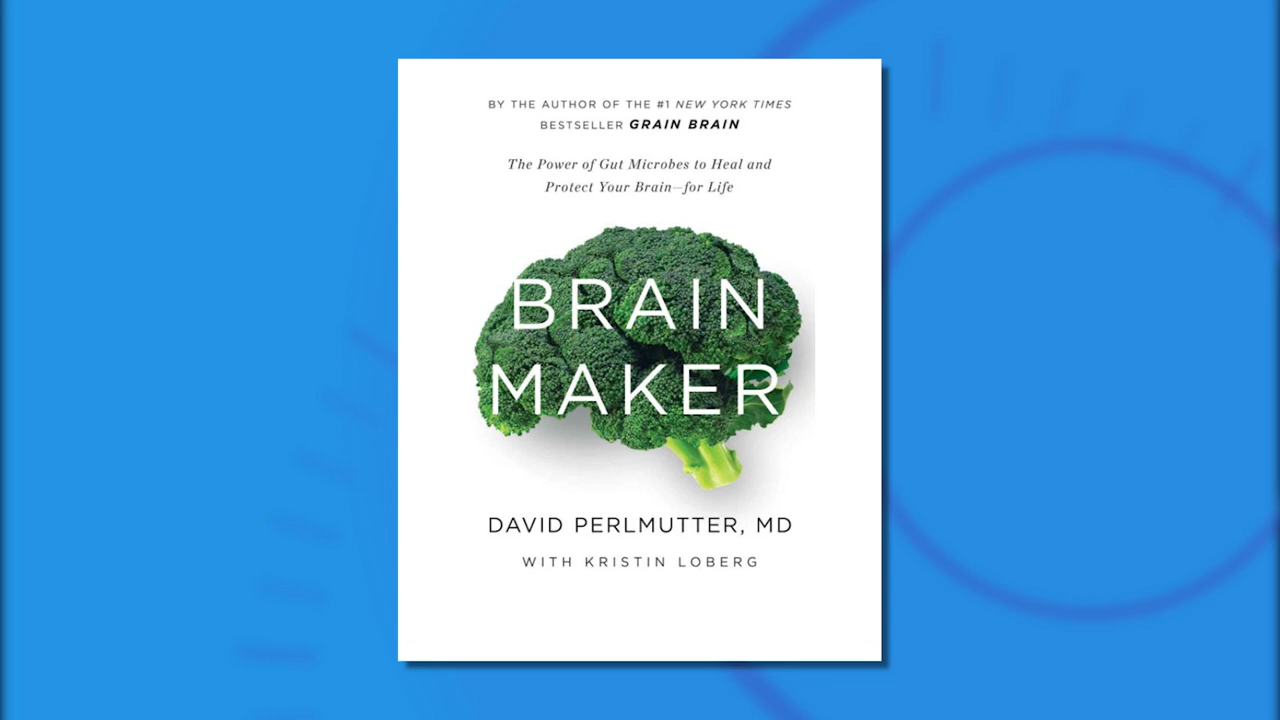 BY THE AUTHOR OF THE #1 NEW YORK TIMES
BESTSELLER GRAIN BRAIN
The Power of Gut Microbes to Heal and
Protect Your Brain—for Life
BRAIN
MAKER
DAVID PERLMUTTER, MD
WITH KRISTIN LOBERG